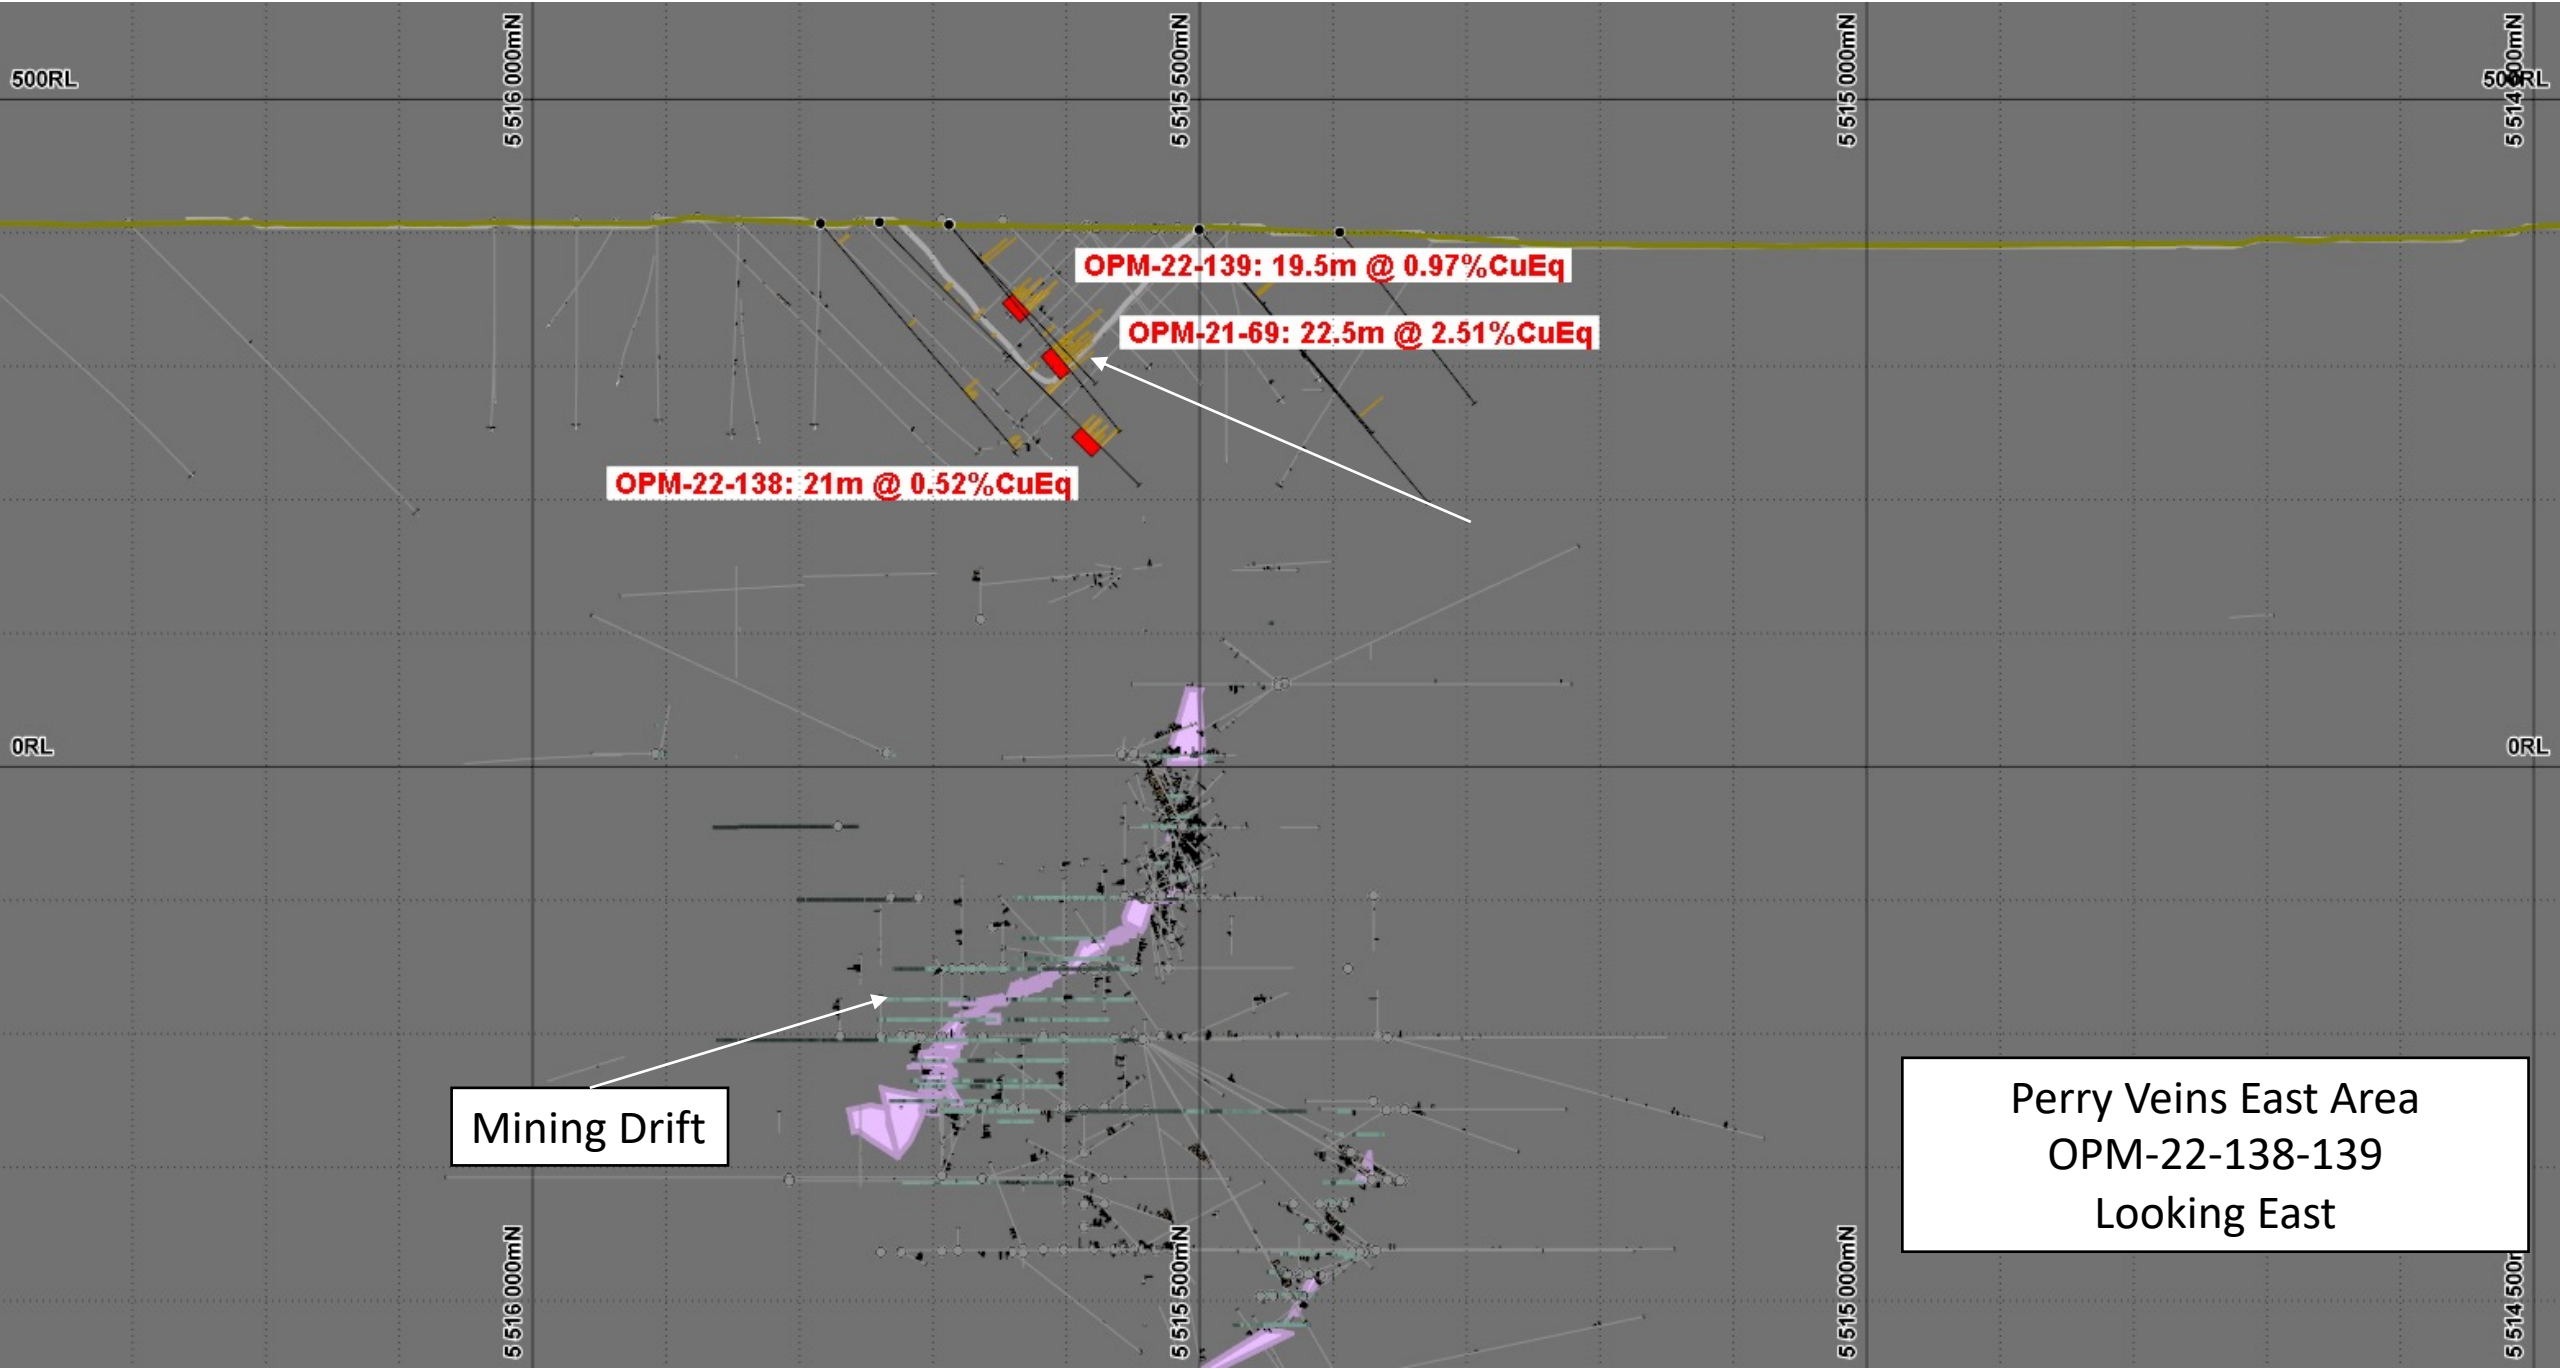 5 516 000mN
5 515 500mN
5 515 000mN
5 514 500mN
500RL
500RL
OPM-22-139: 19.5m @ 0.97%CuEq
OPM-21-69: 22.5m @ 2.51%CuEq
OPM-22-138: 21m @ 0.52%CuEq
0RL
0RL
Mining Drift
Perry Veins East Area
OPM-22-138-139
Looking East
5 516 000mN
5 515 500mN
5 515 000mN
5 514 500m